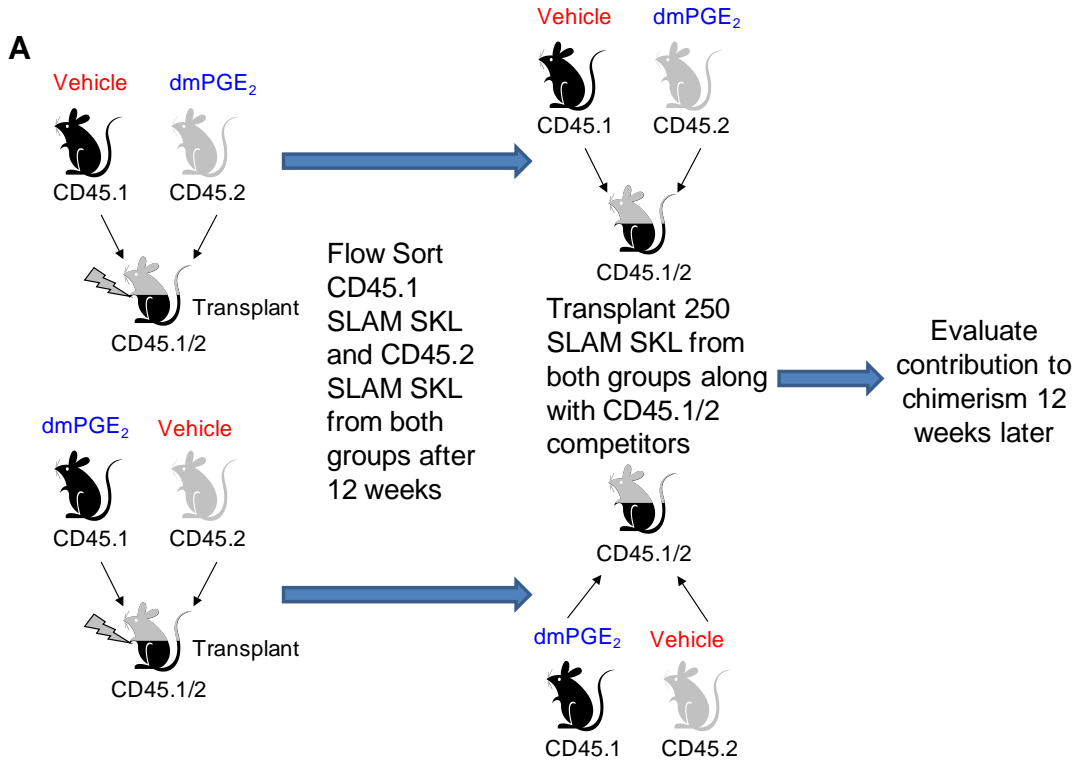 A
Vehicle
dmPGE₂
CD45.1
CD45.2
Transplant
CD45.1/2
dmPGE₂
Vehicle
CD45.1
CD45.2
Transplant
CD45.1/2
Flow Sort
CD45.1
SLAM SKL
and CD45.2
SLAM SKL
from both
groups after
12 weeks
Vehicle
dmPGE₂
CD45.1
CD45.2
CD45.1/2
Transplant 250
SLAM SKL from
both groups along
with CD45.1/2
competitors
CD45.1/2
dmPGE₂
Vehicle
CD45.1
CD45.2
Evaluate
contribution to
chimerism 12
weeks later